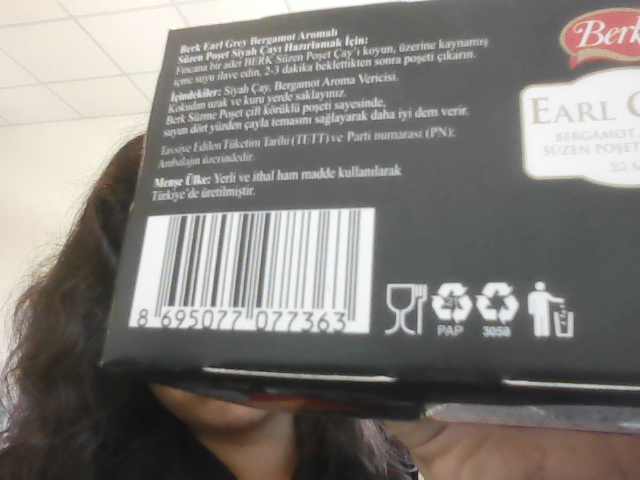 Berk
EARL G
BERGAMOT
SÜZEN POŞET
25 A
Berk Earl Grey Bergamot Aromalı
Süzen Poşet Siyah Çayı Hazırlamak İçin:
Fincana bir adet BERK Süzen Poşet Çay'ı koyun, üzerine kaynamış
içme suyu ilave edin. 2-3 dakika beklettikten sonra poşeti çıkarın.
İçindekiler: Siyah Çay, Bergamot Aroma Vericisi.
Kokudan uzak ve kuru yerde saklayınız.
Berk Süzme Poşet çift körüklü poşeti sayesinde,
suyun dört yüzden çayla temasını sağlayarak daha iyi dem verir.
Tavsiye Edilen Tüketim Tarihi (TETT) ve Parti numarası (PN):
Ambalajın üzerindedir.
Menşe Ülke: Yerli ve ithal ham madde kullanılarak
Türkiye'de üretilmiştir.
8 695077 077363
PAP
3058